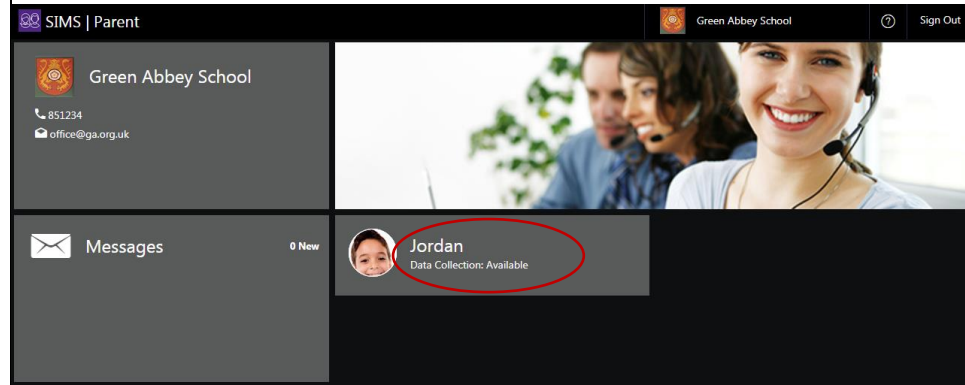 SIMS | Parent
Green Abbey School
?
Sign Out
Green Abbey School
851234
office@ga.org.uk
Messages
0 New
Jordan
Data Collection: Available